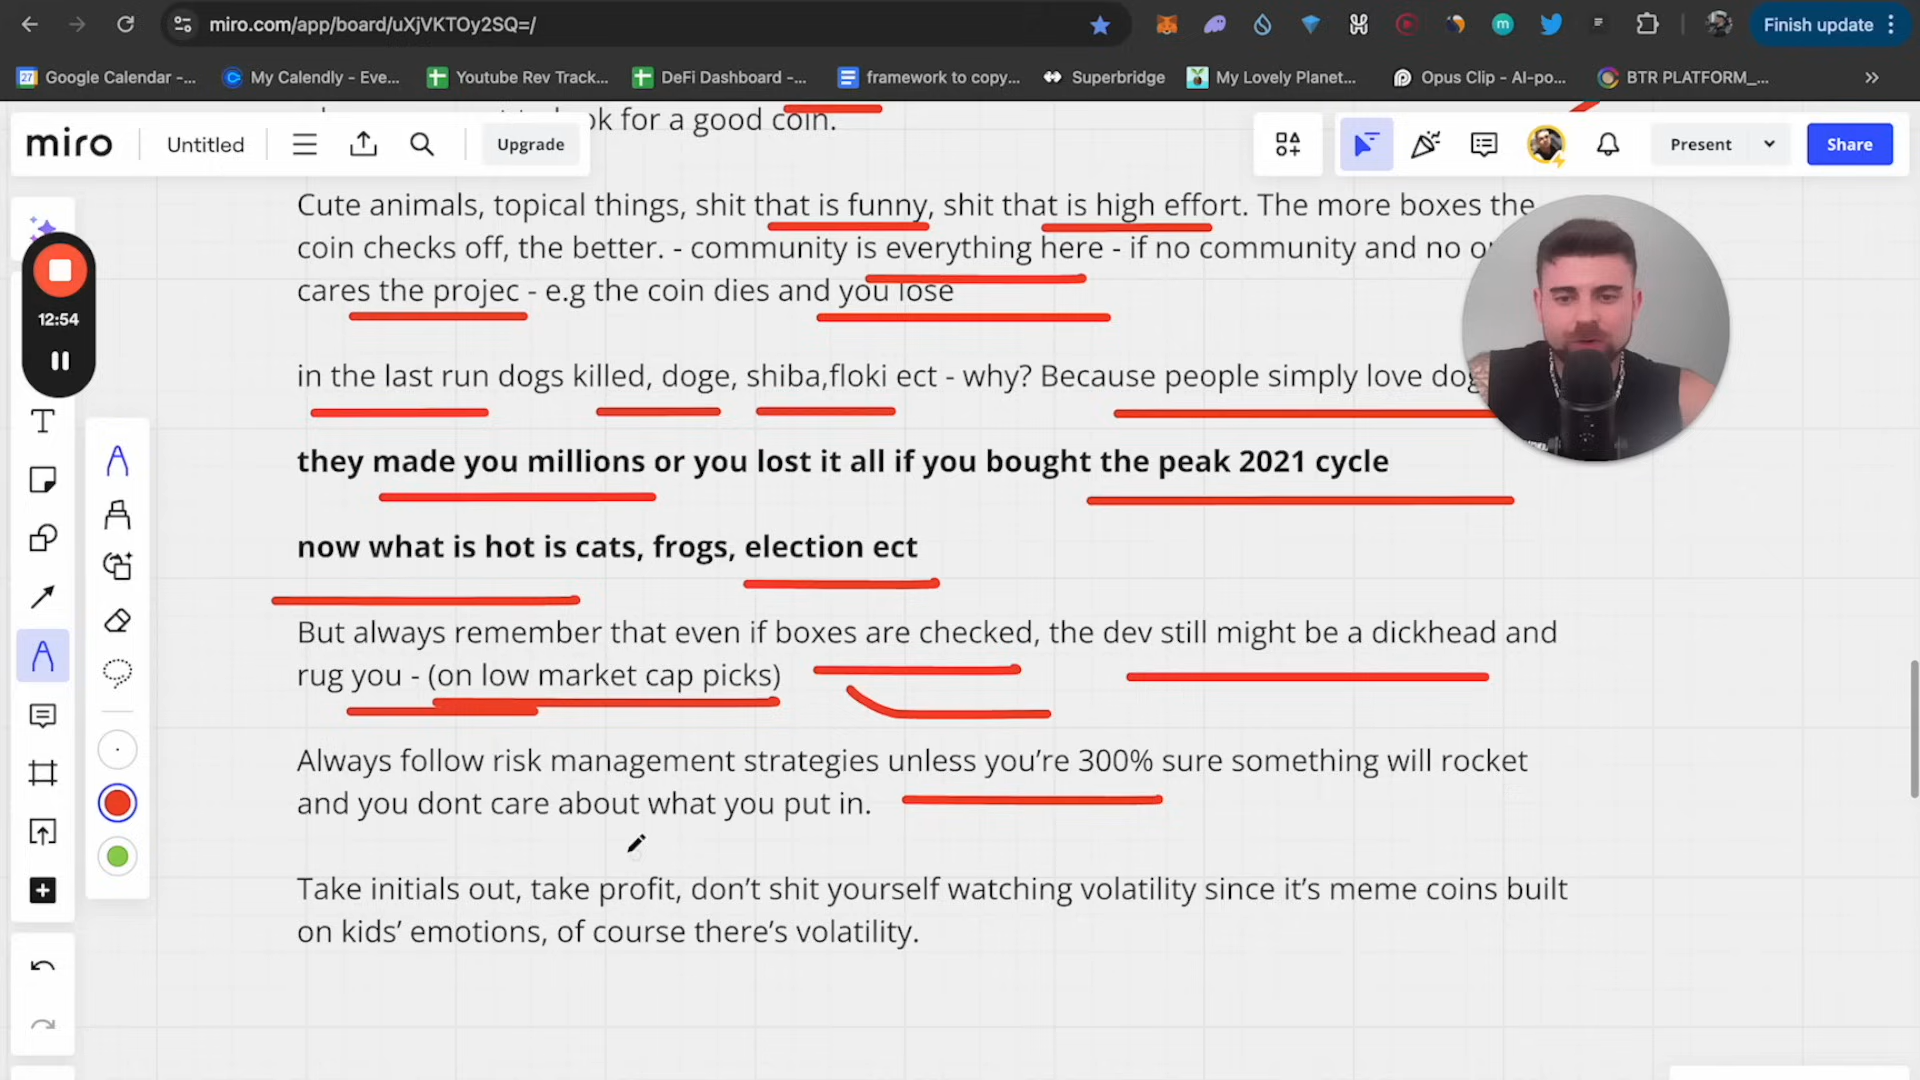 miro.com/app/board/uXjVKTOy2SQ=/
Finish update
27 Google Calendar -...
My Calendly - Eve...
Youtube Rev Track...
DeFi Dashboard -...
framework to copy...
Superbridge
My Lovely Planet...
Opus Clip - AI-po...
BTR PLATFORM_...
ok for a good coin.
miro
Untitled
Upgrade
Present
Share
Cute animals, topical things, shit that is funny, shit that is high effort. The more boxes the
coin checks off, the better. - community is everything here - if no community and no o
cares the projec - e.g the coin dies and you lose
12:54
in the last run dogs killed, doge, shiba,floki ect - why? Because people simply love dog
they made you millions or you lost it all if you bought the peak 2021 cycle
now what is hot is cats, frogs, election ect
But always remember that even if boxes are checked, the dev still might be a dickhead and
rug you - (on low market cap picks)
Always follow risk management strategies unless you’re 300% sure something will rocket
and you dont care about what you put in.
Take initials out, take profit, don’t shit yourself watching volatility since it’s meme coins built
on kids’ emotions, of course there’s volatility.